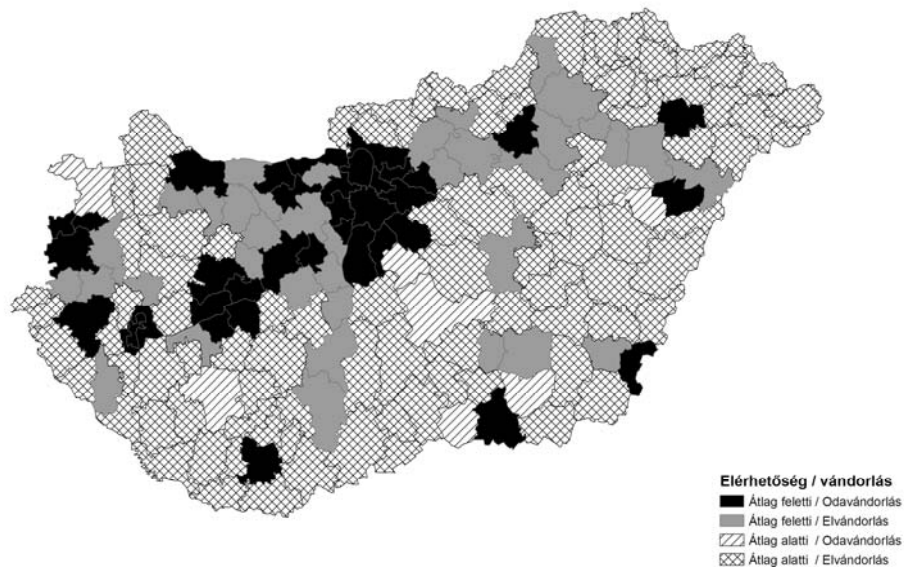 Elérhetőség / vándorlás
Átlag feletti / Odavándorlás
Átlag feletti / Elvándorlás
Átlag alatti / Odavándorlás
Átlag alatti / Elvándorlás